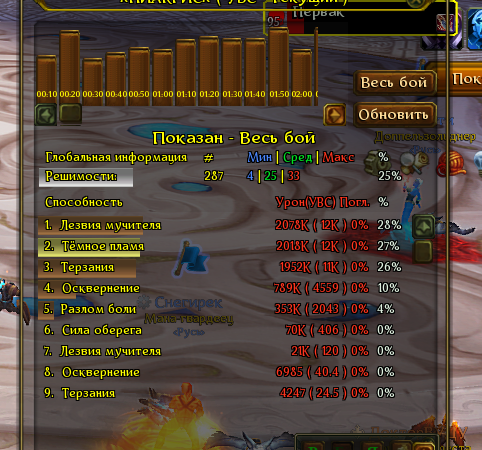 Первак
95
00:10 00:20 00:30 00:40 00:50 01:00 01:10 01:20 01:30 01:40 01:50 02:00 0
Весь бой
Пок
Обновить
Показан - Весь бой
Глобальная информация # Мин | Сред | Макс %
Решимости: 287 4 | 25 | 33 25%
Способность Урон(УВС) Погл. %
1. Лезвия мучителя 2078K ( 12K ) 0% 28%
2. Тёмное пламя 2018K ( 12K ) 0% 27%
3. Терзания 1952K ( 11K ) 0% 26%
4. Осквернение 789K ( 4559 ) 0% 10%
Снегирек
5. Разлом боли 353K ( 2043 ) 0% 4%
6. Сила оберега 70K ( 406 ) 0% 0%
«Русь»
7. Лезвия мучителя 21K ( 120 ) 0% 0%
8. Осквернение 6985 ( 40.4 ) 0% 0%
9. Терзания 4247 ( 24.5 ) 0% 0%